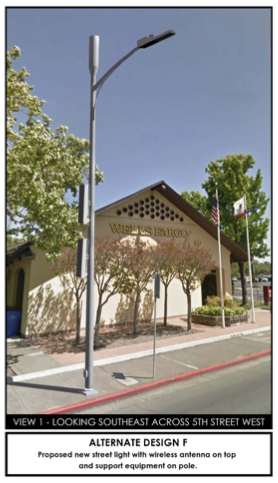 WELLS FARGO
VIEW 1 - LOOKING SOUTHEAST ACROSS 5TH STREET WEST
ALTERNATE DESIGN F
Proposed new street light with wireless antenna on top
and support equipment on pole.